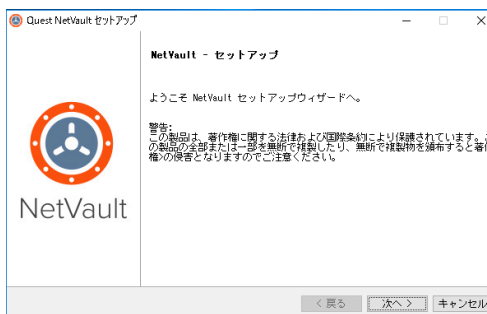 Quest NetVault セットアップ
NetVault - セットアップ
ようこそ NetVault セットアップウィザードへ。
警告:
この製品は、著作権に関する法律および国際条約により保護されています。こ
の製品の全部または一部を無断で複製したり、無断で複製物を頒布すると著作
権の侵害となりますのでご注意ください。
NetVault
< 戻る
次へ >
キャンセル